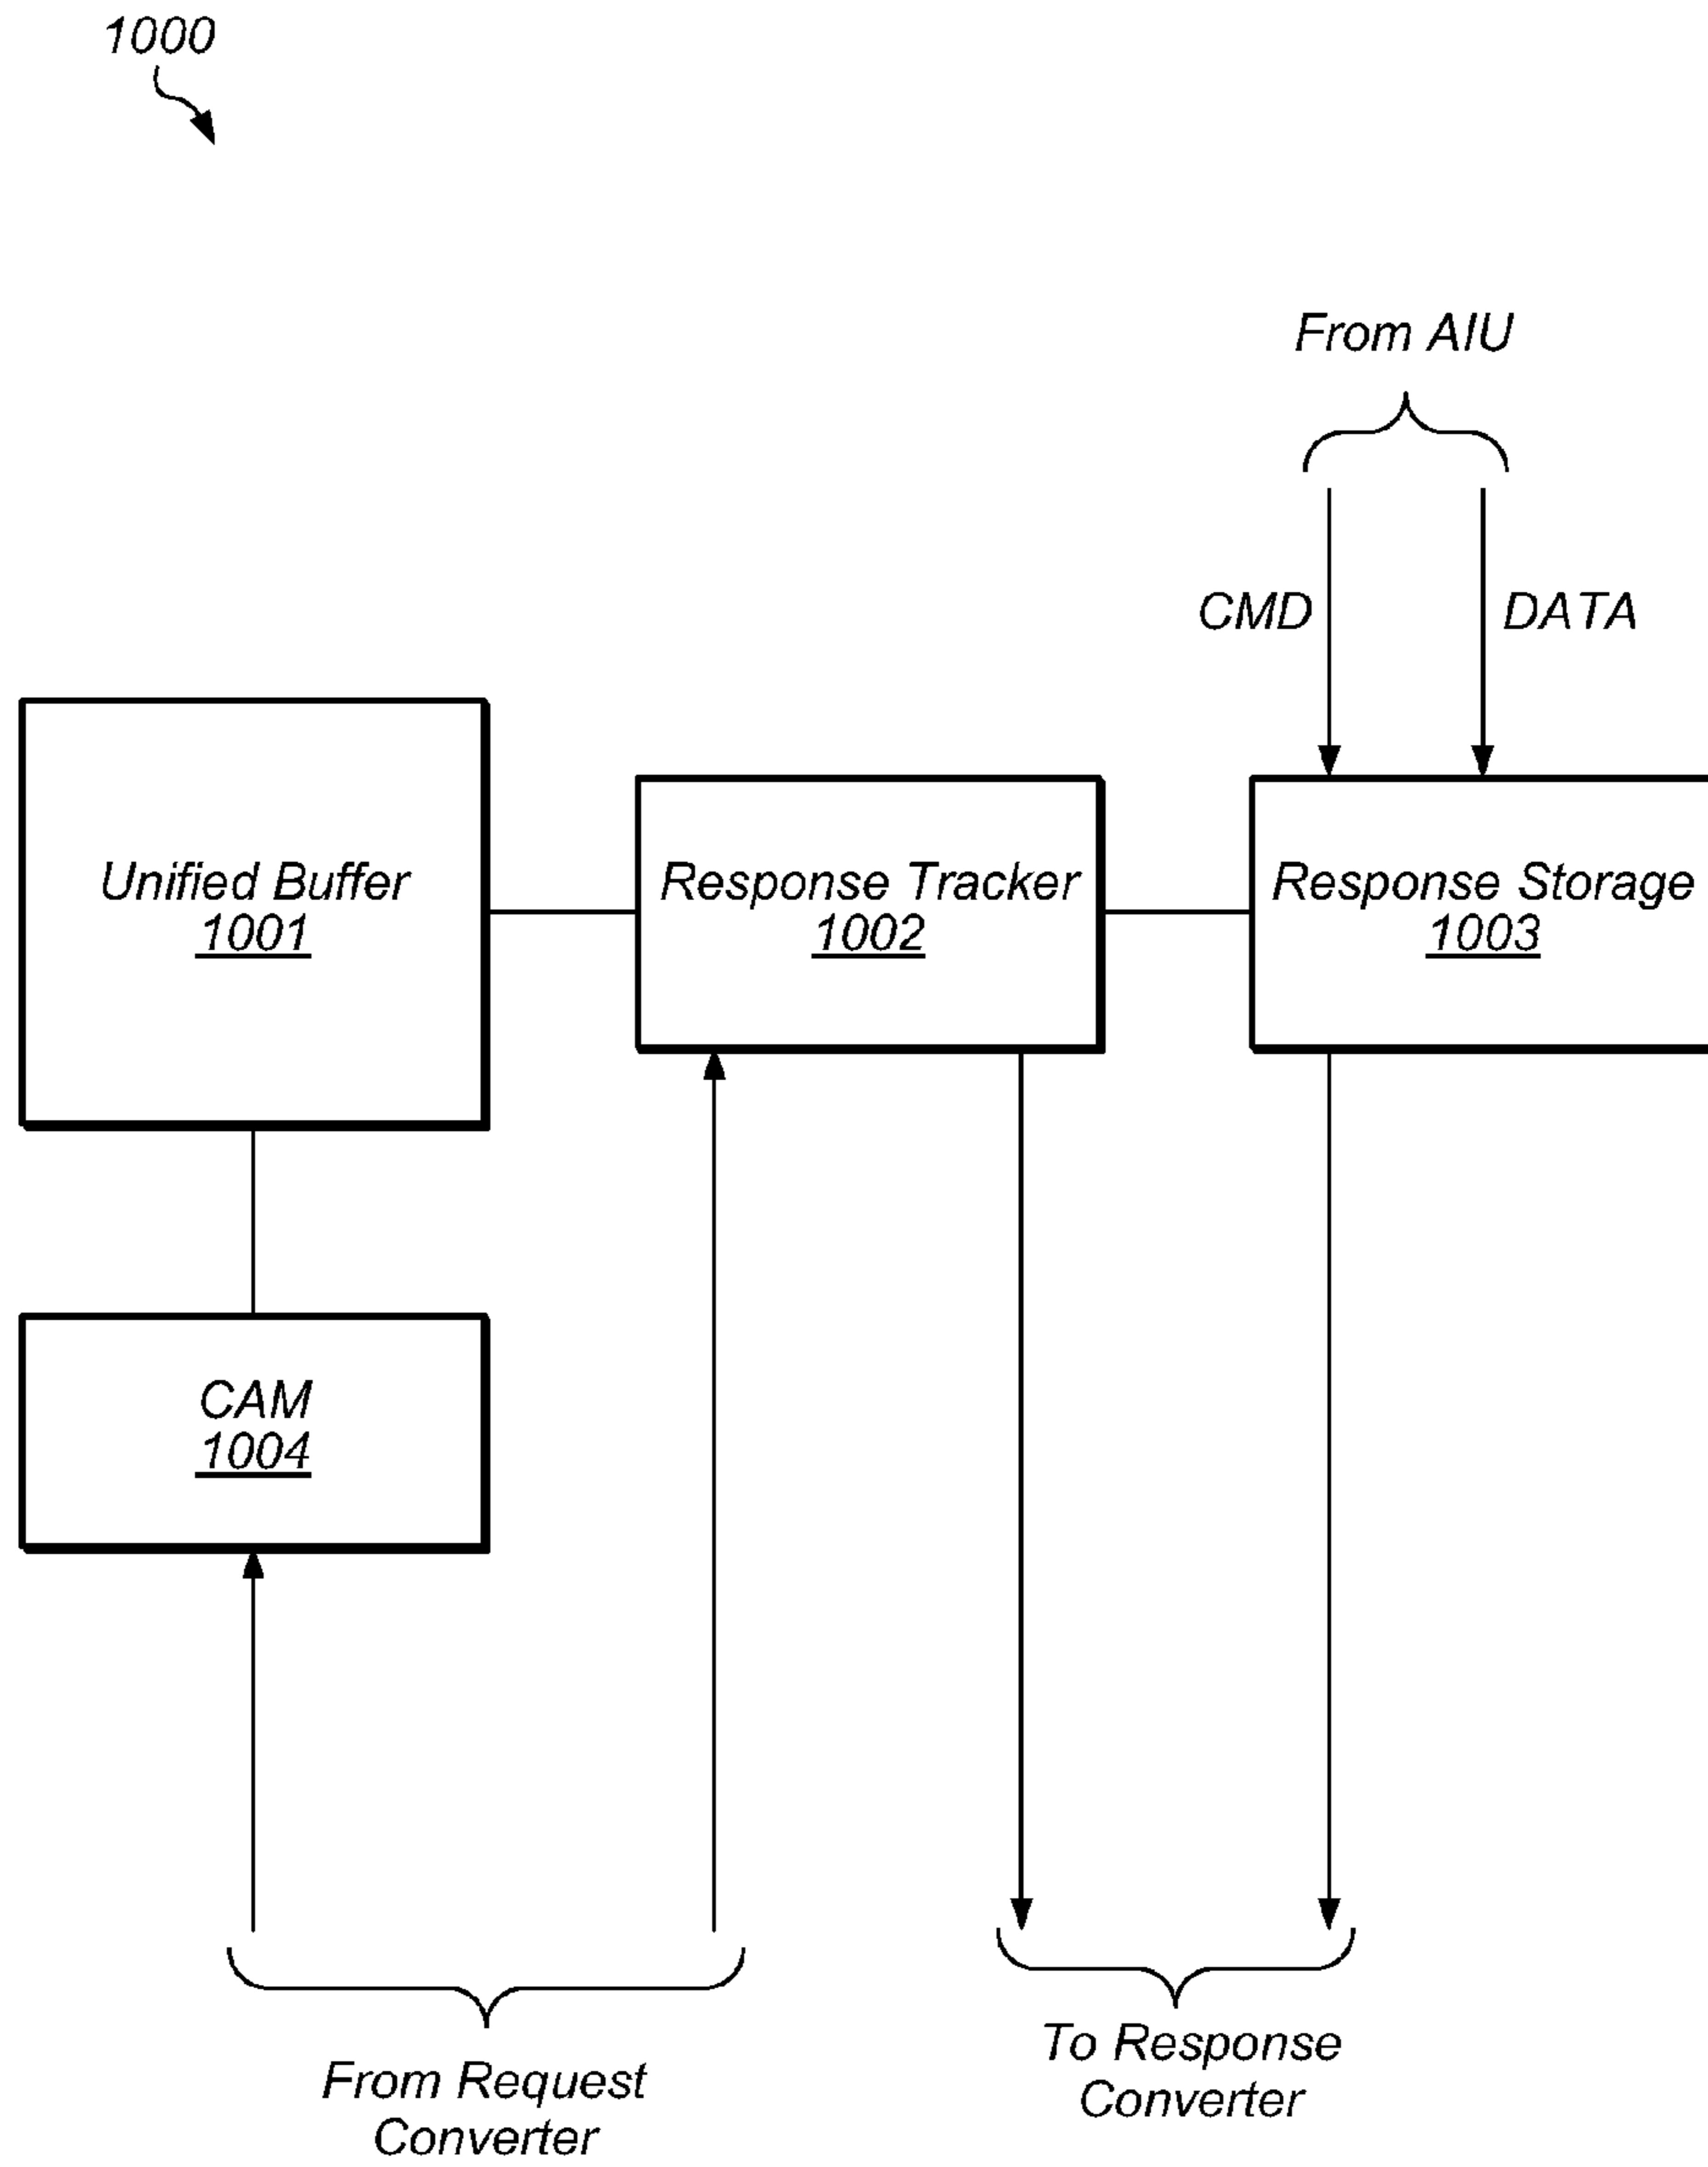 1000
From AIU
CMD
DATA
Unified Buffer
1001
Response Tracker
1002
Response Storage
1003
CAM
1004
To Response
Converter
From Request
Converter